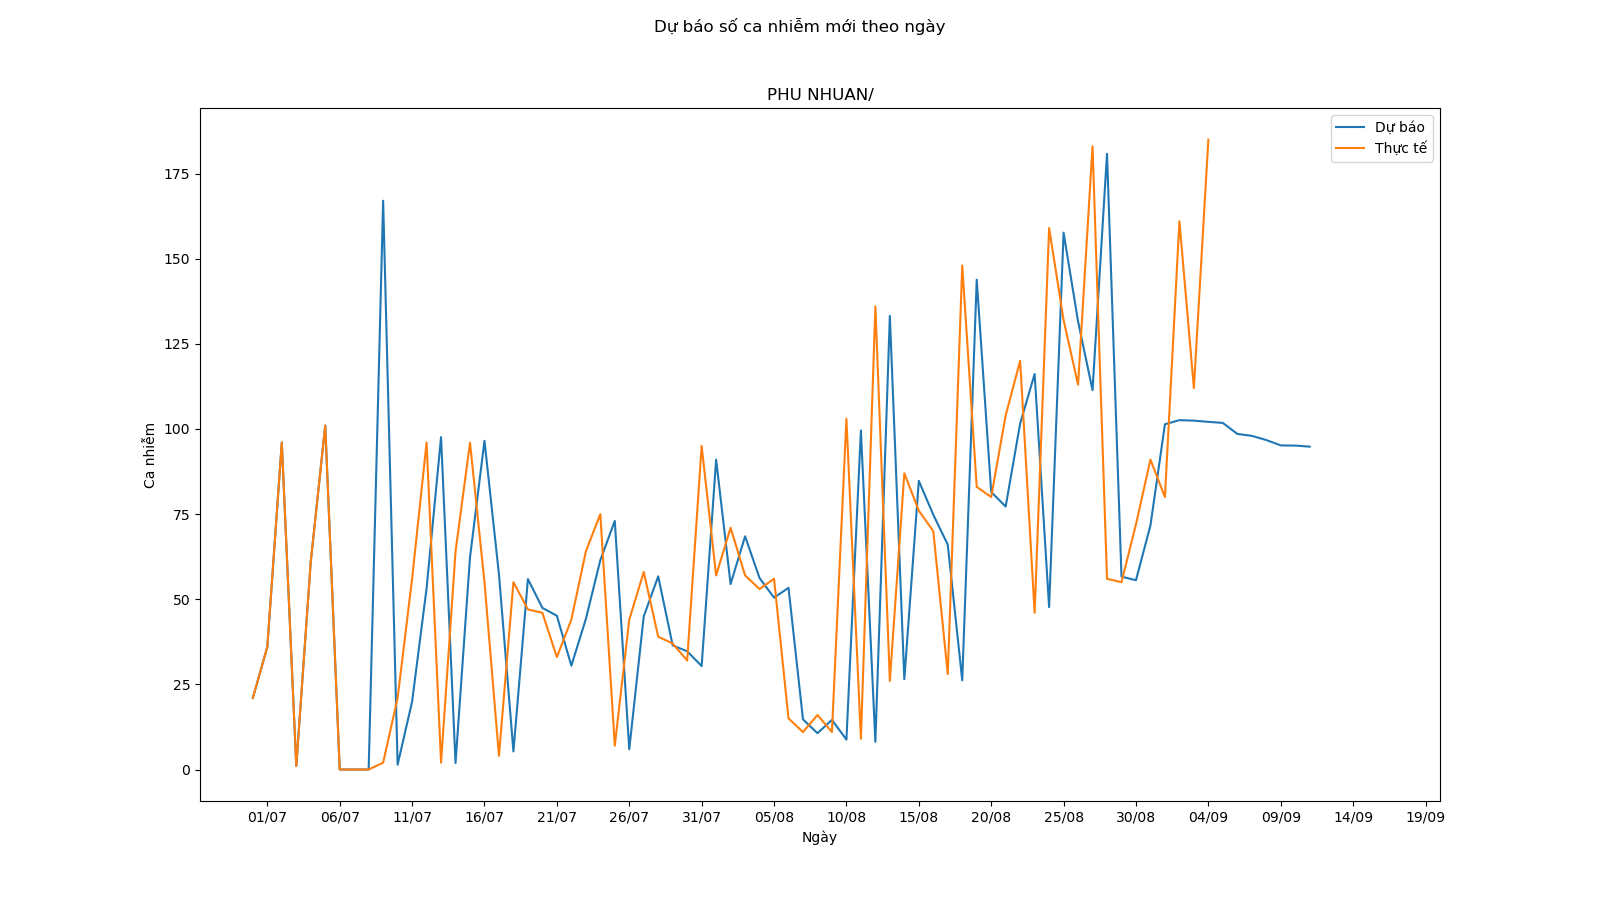 Dự báo số ca nhiễm mới theo ngày
PHU NHUAN/
Dự báo
Thực tế
Ca nhiễm
175
150
125
100
75
50
25
0
01/07 06/07 11/07 16/07 21/07 26/07 31/07 05/08 10/08 15/08 20/08 25/08 30/08 04/09 09/09 14/09 19/09
Ngày